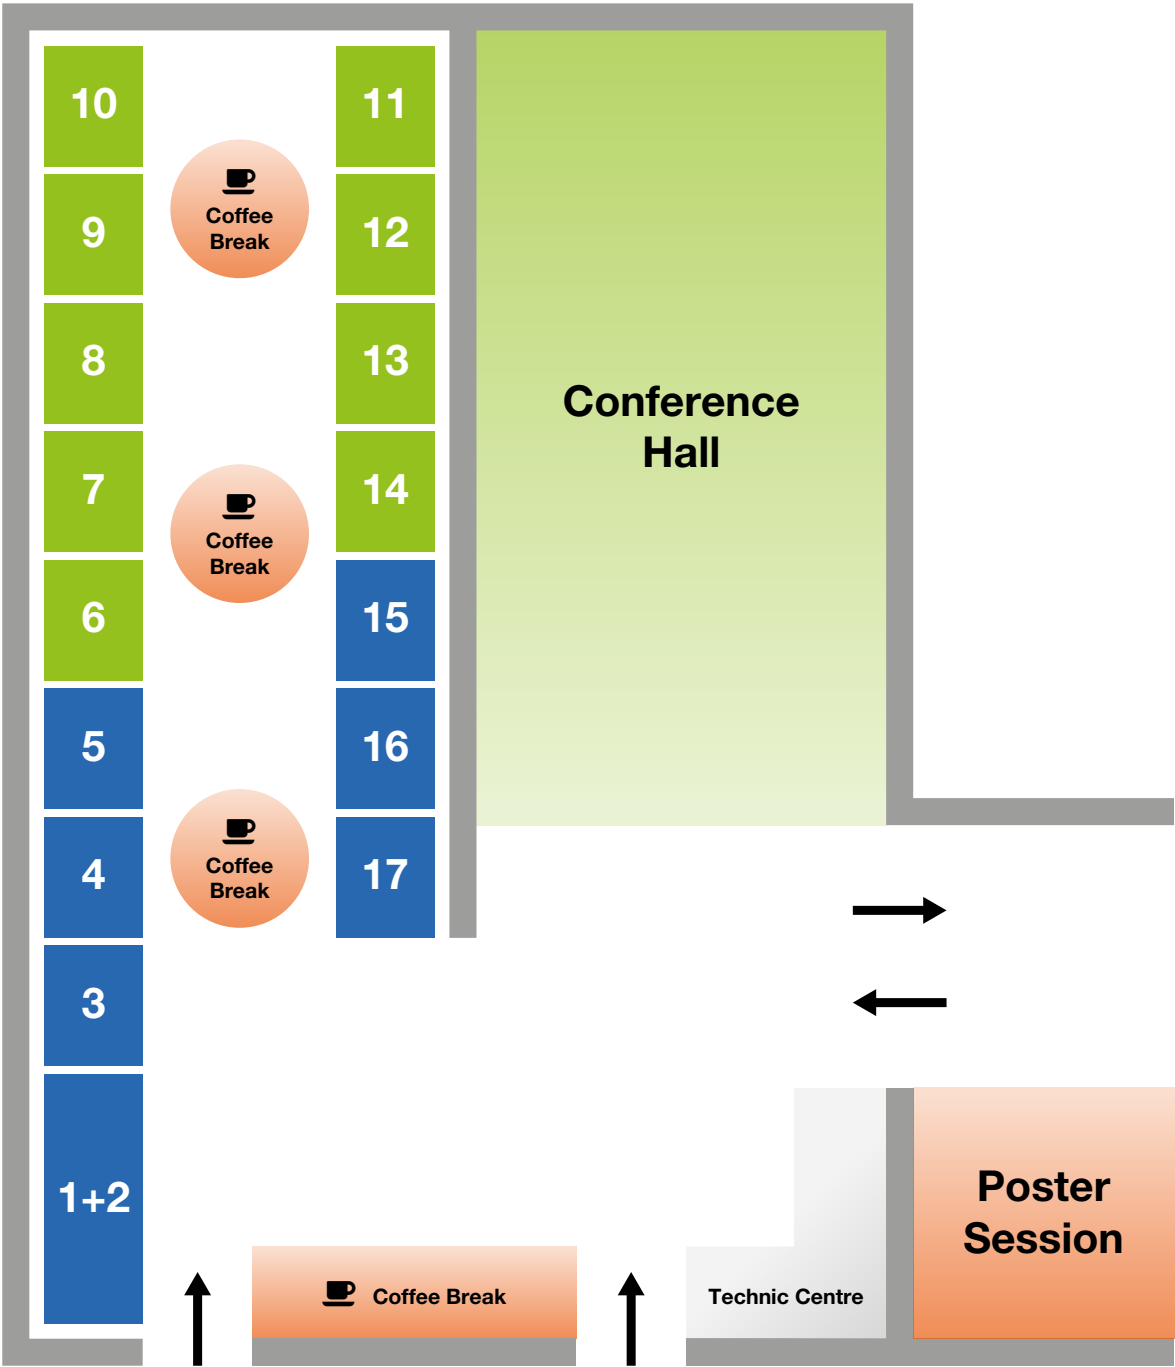 10
11
Coffee
Break
9
12
8
13
Conference
Hall
7
14
Coffee
Break
6
15
5
16
4
17
Coffee
Break
3
1+2
Poster
Session
Coffee Break
Technic Centre